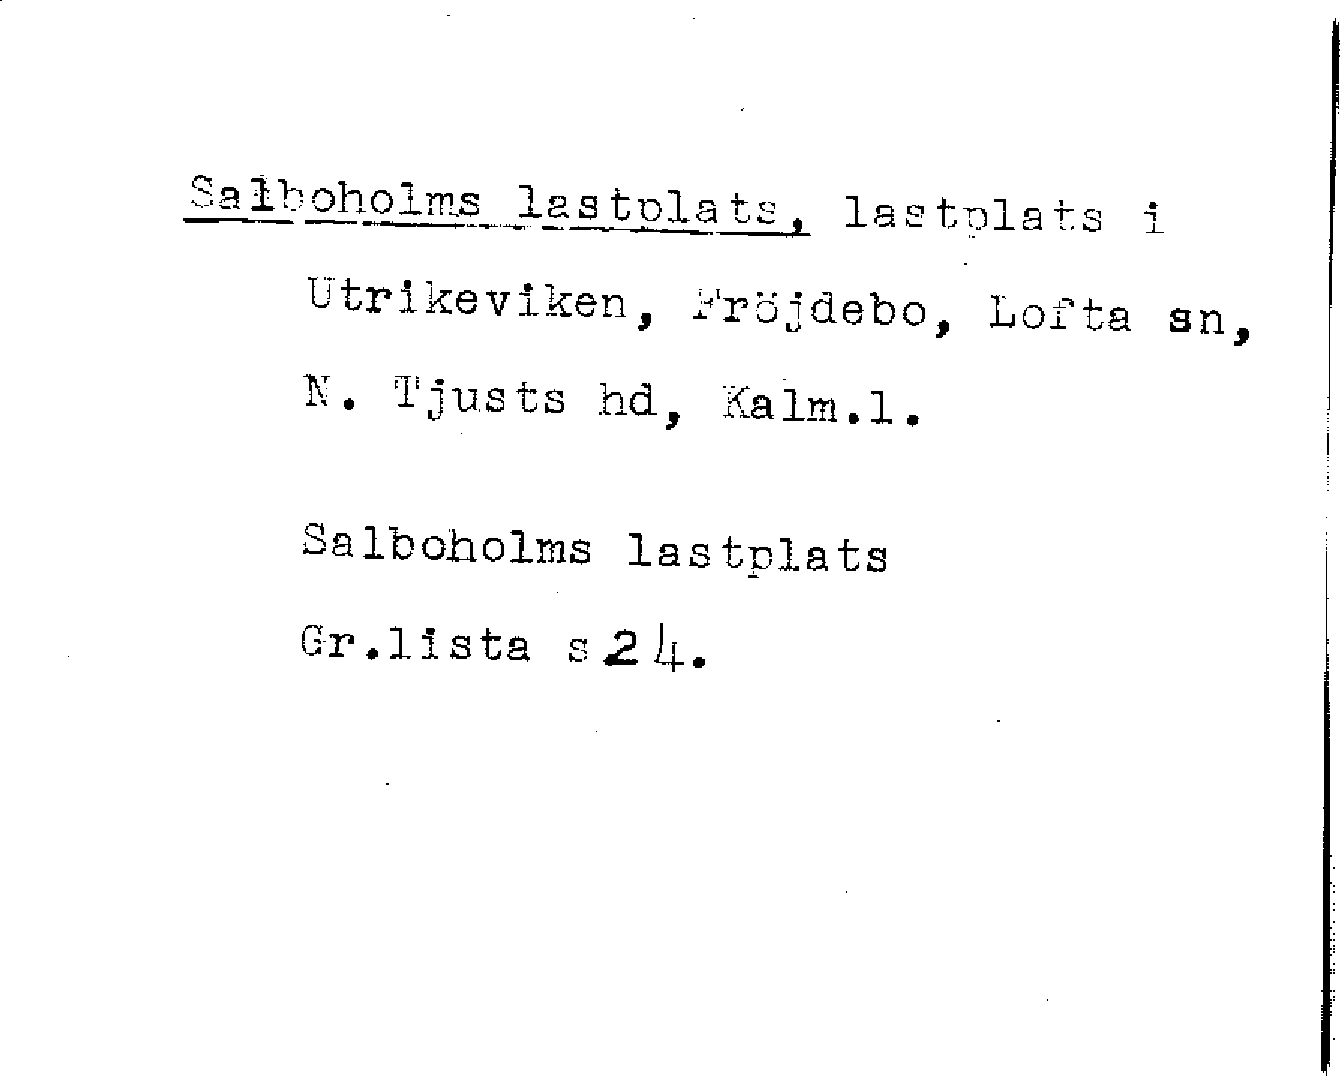 Salboholms lastplats, lastplats i
Utrikeviken, Fröjdebo, Lofta sn,
N. Tjusts hd, Kalm.l.
Salboholms lastplats
Gr.lista s 24.